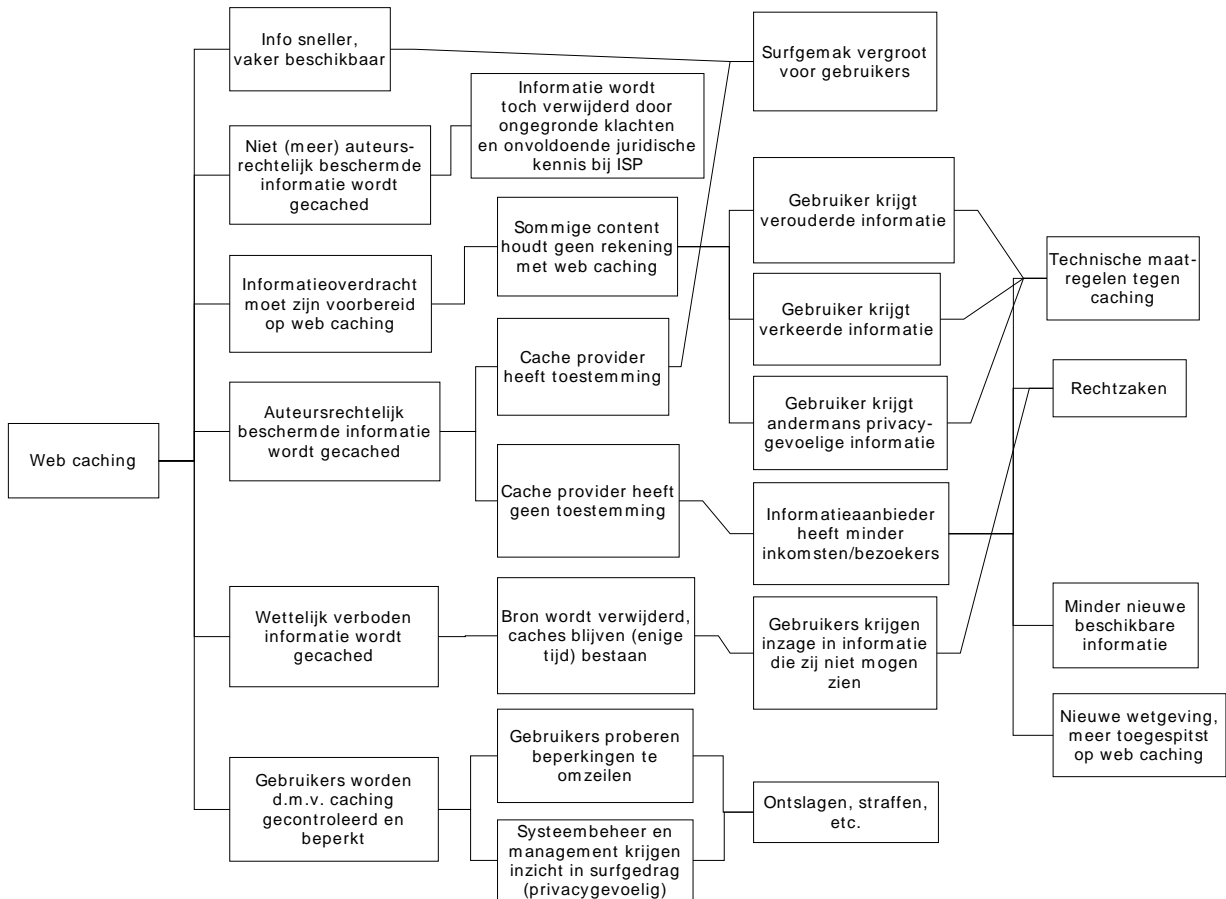 Info sneller,
vaker beschikbaar
Surfgemak vergroot
voor gebruikers
Informatie wordt
toch verwijderd door
ongegronde klachten
en onvoldoende juridische
kennis bij ISP
Niet (meer) auteurs-
rechtelijk beschermde
informatie wordt
gecached
Gebruiker krijgt
verouderde informatie
Sommige content
houdt geen rekening
met web caching
Technische maat-
regelen tegen
caching
Informatieoverdracht
moet zijn voorbereid
op web caching
Gebruiker krijgt
verkeerde informatie
Cache provider
heeft toestemming
Rechtzaken
Auteursrechtelijk
beschermde informatie
wordt gecached
Gebruiker krijgt
andermans privacy-
gevoelige informatie
Web caching
Cache provider heeft
geen toestemming
Informatieaanbieder
heeft minder
inkomsten/bezoekers
Minder nieuwe
beschikbare
informatie
Wettelijk verboden
informatie wordt
gecached
Bron wordt verwijderd,
caches blijven (enige
tijd) bestaan
Gebruikers krijgen
inzage in informatie
die zij niet mogen
zien
Nieuwe wetgeving,
meer toegespitst
op web caching
Gebruikers proberen
beperkingen te
omzeilen
Gebruikers worden
d.m.v. caching
gecontroleerd en
beperkt
Ontslagen, straffen,
etc.
Systeembeheer en
management krijgen
inzicht in surfgedrag
(privacygevoelig)